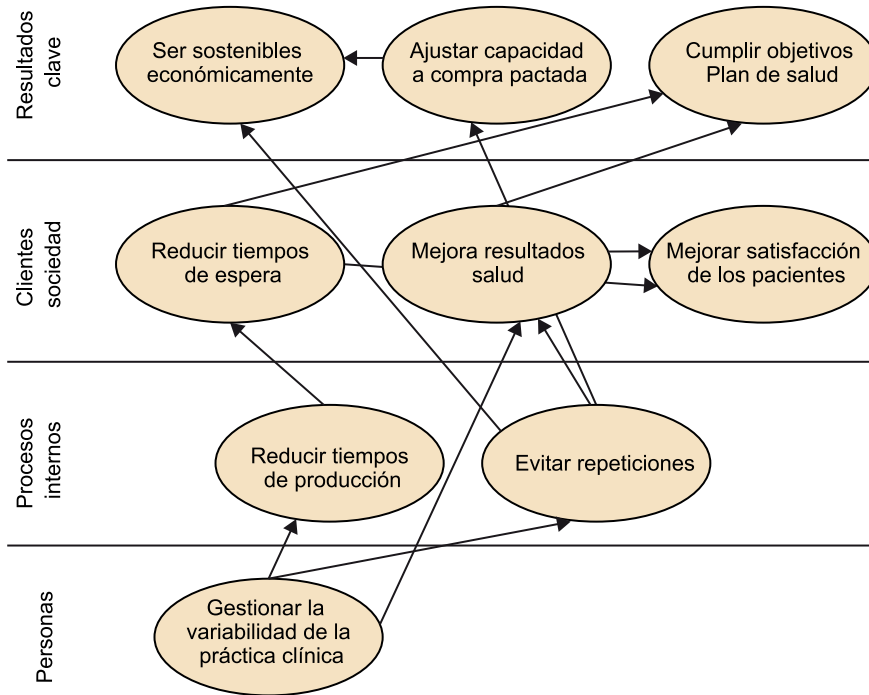 Resultados
clave
Ser sostenibles
económicamente
Ajustar capacidad
a compra pactada
Cumplir objetivos
Plan de salud
Clientes
sociedad
Reducir tiempos
de espera
Mejora resultados
salud
Mejorar satisfacción
de los pacientes
Procesos
internos
Reducir tiempos
de producción
Evitar repeticiones
Personas
Gestionar la
variabilidad de la
práctica clínica